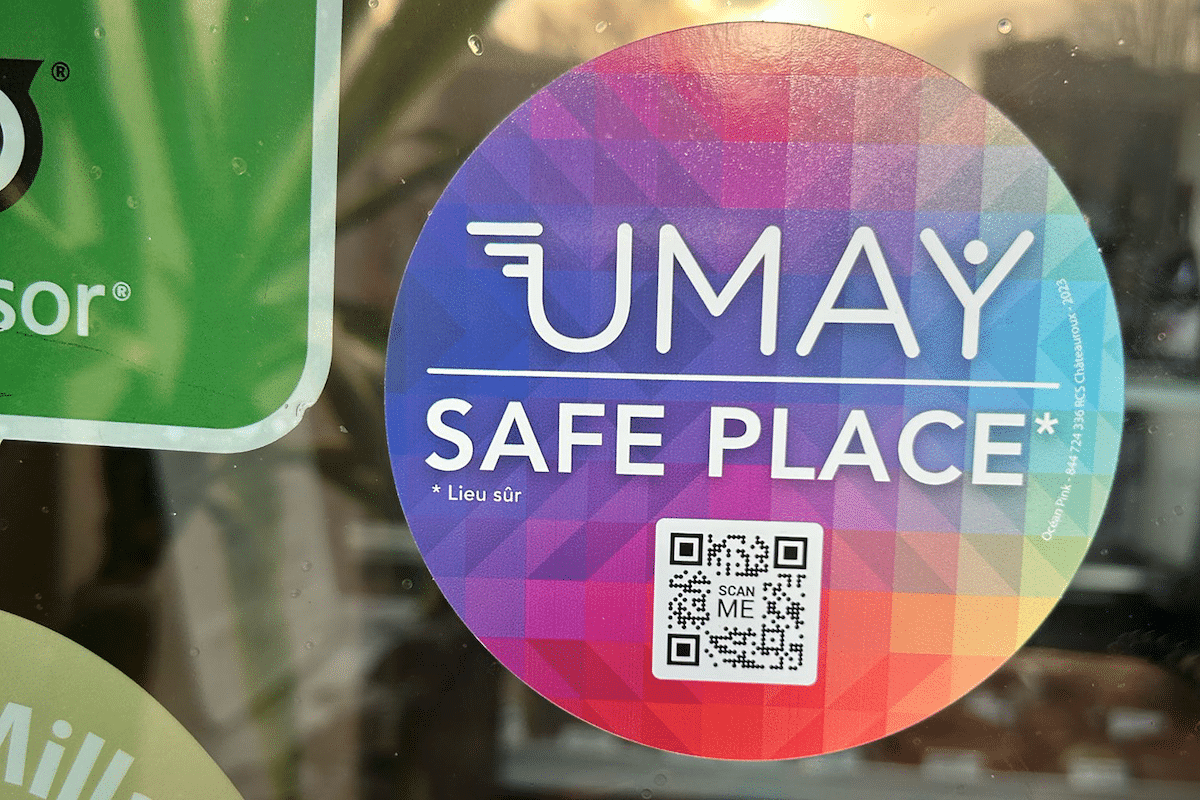 ®
sor®
UMAY
SAFE PLACE*
* Lieu sûr
SCAN
ME
Océan Pink - 844 724 336 RCS Châteauroux - 2023
Mill